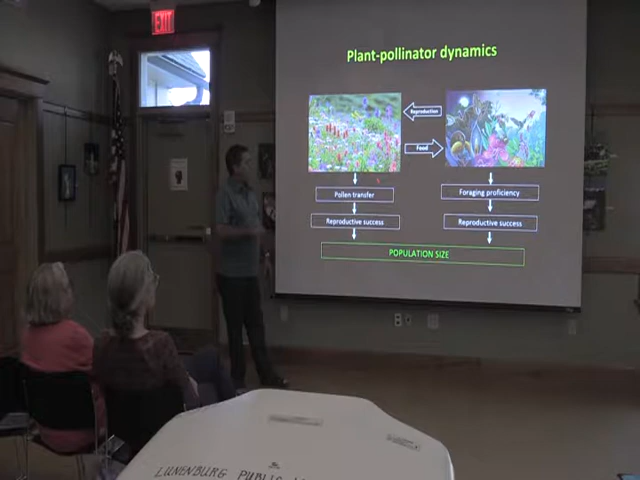 EXIT
Plant-pollinator dynamics
Reproduction
Food
Pollen transfer
Foraging proficiency
Reproductive success
Reproductive success
POPULATION SIZE
LUNENBURG PUBLIC